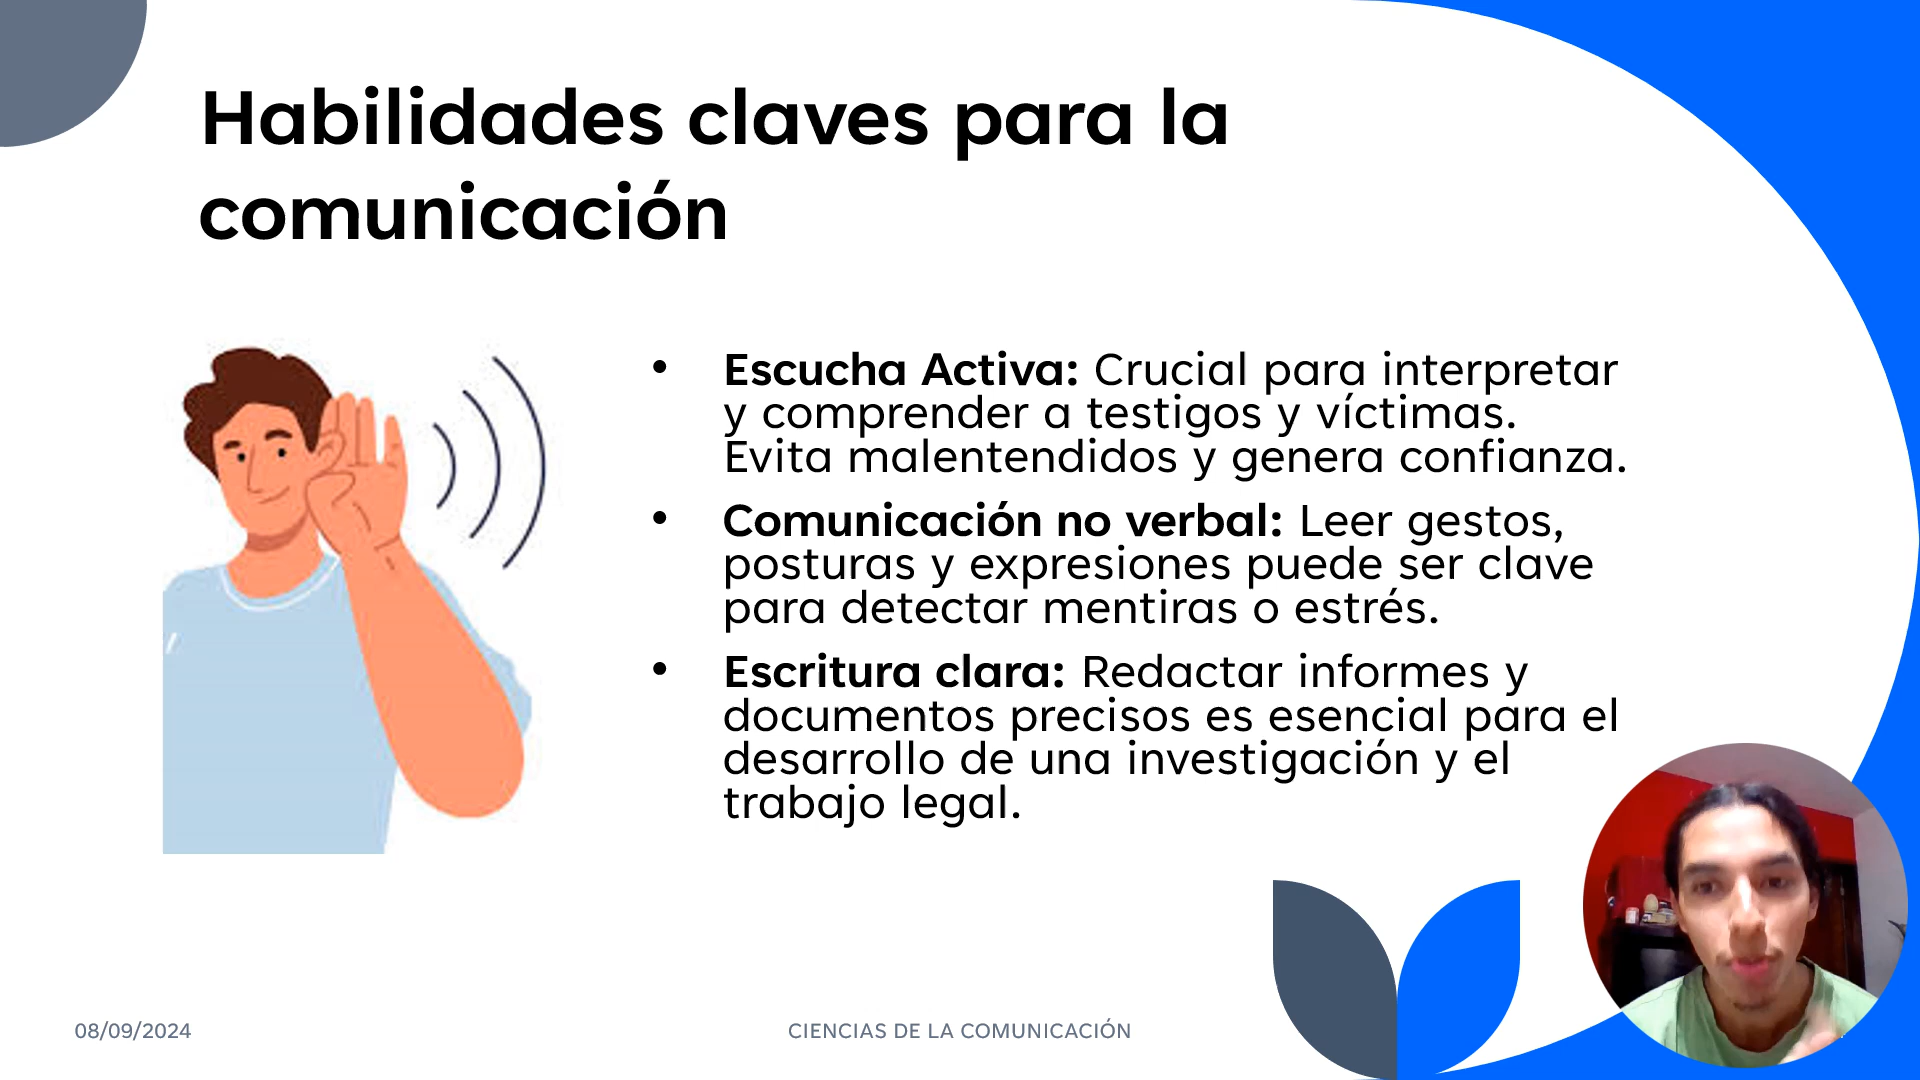 Habilidades claves para la
comunicación
• Escucha Activa: Crucial para interpretar
y comprender a testigos y víctimas.
Evita malentendidos y genera confianza.
• Comunicación no verbal: Leer gestos,
posturas y expresiones puede ser clave
para detectar mentiras o estrés.
• Escritura clara: Redactar informes y
documentos precisos es esencial para el
desarrollo de una investigación y el
trabajo legal.
08/09/2024
CIENCIAS DE LA COMUNICACIÓN